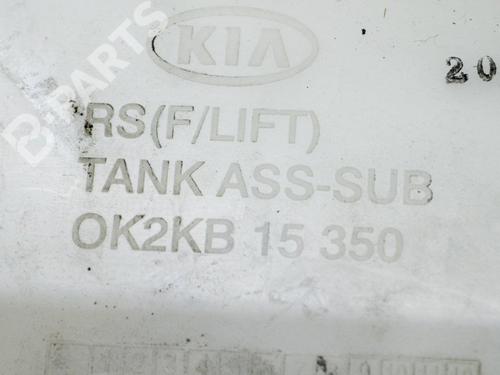 KIA
20
B-PARTS
RS(F/LIFT)
TANK ASS-SUB
OK2KB 15 350